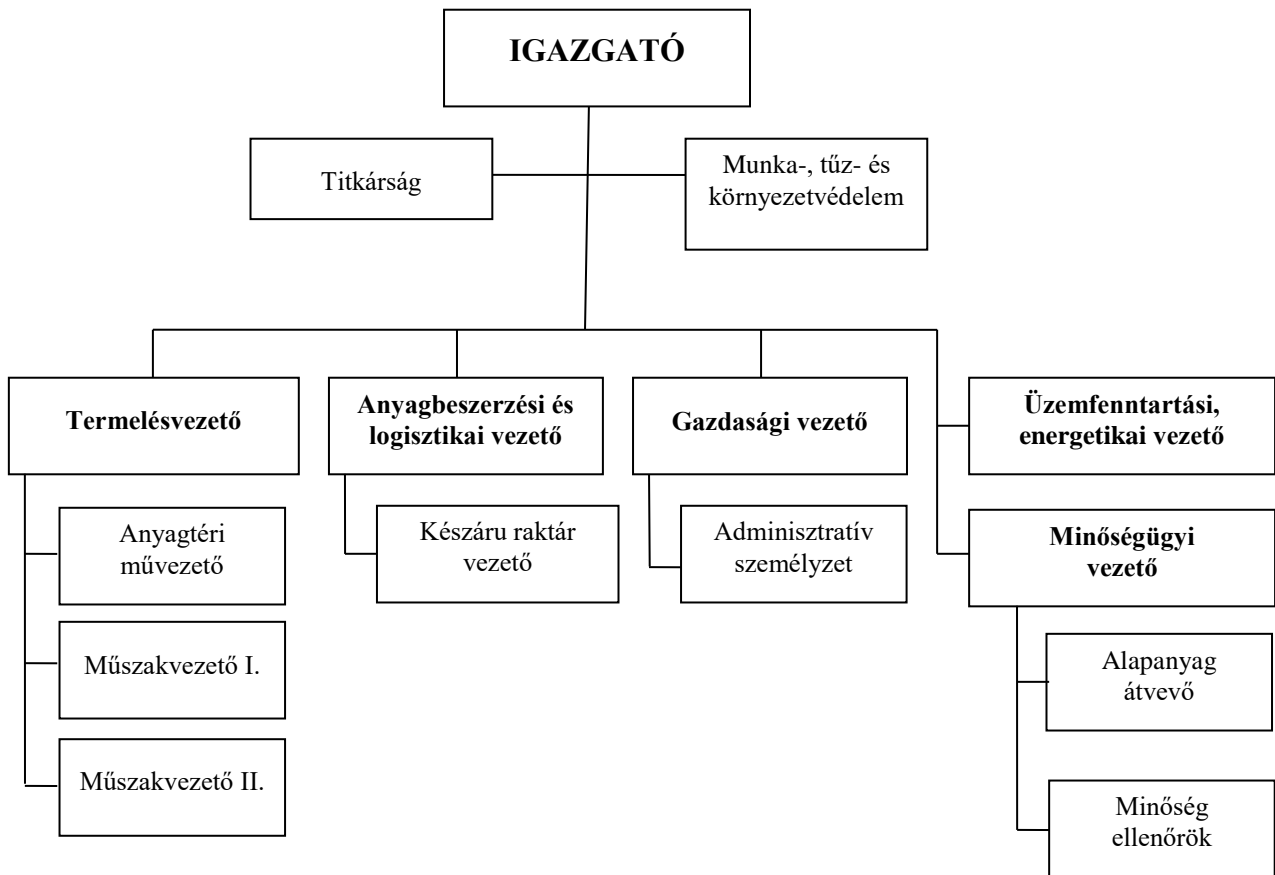 IGAZGATÓ
Titkárság
Munka-, tűz- és
környezetvédelem
Termelésvezető
Anyagbeszerzési és
logisztikai vezető
Gazdasági vezető
Üzemfenntartási,
energetikai vezető
Anyagtéri
művezető
Készáru raktár
vezető
Adminisztratív
személyzet
Minőségügyi
vezető
Műszakvezető I.
Alapanyag
átvevő
Műszakvezető II.
Minőség
ellenőrök